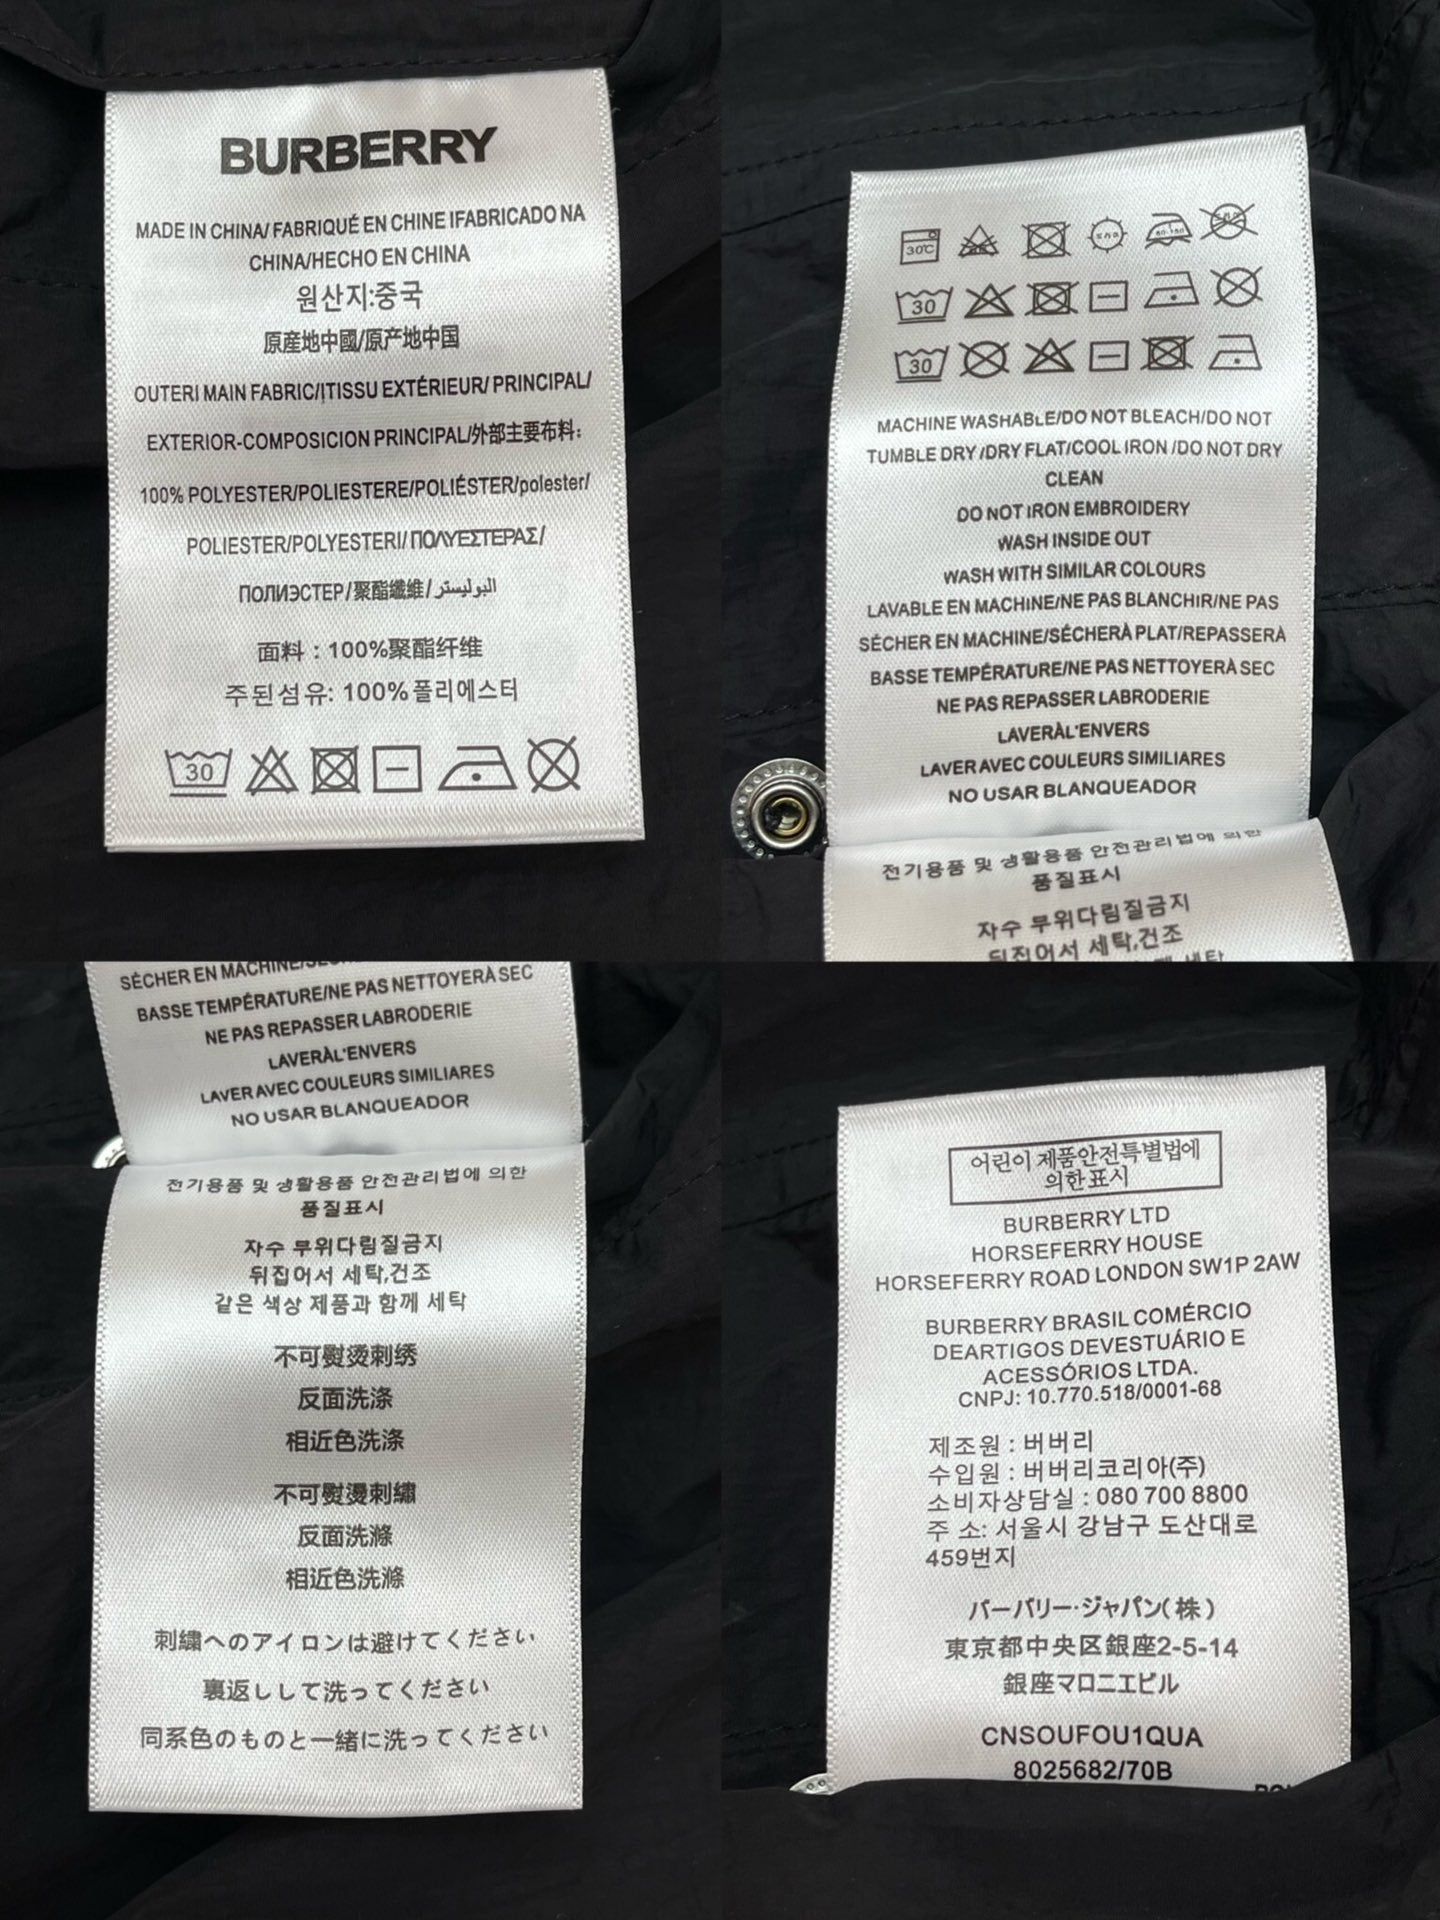 BURBERRY
MADE IN CHINA/ FABRIQUÉ EN CHINE IFABRICADO NA
CHINA/HECHO EN CHINA
원산지:중국
原産地中國/原产地中国
OUTERI MAIN FABRIC/ITISSU EXTÉRIEUR/ PRINCIPAL/
EXTERIOR-COMPOSICION PRINCIPAL/外部主要布料:
100% POLYESTER/POLIESTERE/POLIÉSTER/polester/
POLIESTER/POLYESTERI/ΠΟΛΥΕΣΤΕΡΑΣ/
ПОЛИЭСТЕР/聚酯纖維/البوليستر
面料 : 100%聚酯纤维
주된섬유: 100%폴리에스터
30
30℃
30
30
MACHINE WASHABLE/DO NOT BLEACH/DO NOT
TUMBLE DRY /DRY FLAT/COOL IRON /DO NOT DRY
CLEAN
DO NOT IRON EMBROIDERY
WASH INSIDE OUT
WASH WITH SIMILAR COLOURS
LAVABLE EN MACHINE/NE PAS BLANCHIR/NE PAS
SÉCHER EN MACHINE/SÉCHERÀ PLAT/REPASSERÀ
BASSE TEMPÉRATURE/NE PAS NETTOYERÀ SEC
NE PAS REPASSER LABRODERIE
LAVERÀL'ENVERS
LAVER AVEC COULEURS SIMILIARES
NO USAR BLANQUEADOR
전기용품 및 생활용품 안전관리법에 의한
품질표시
자수 부위다림질금지
뒤집어서 세탁,건조
SÉCHER EN MACHINE/
BASSE TEMPÉRATURE/NE PAS NETTOYERÀ SEC
NE PAS REPASSER LABRODERIE
LAVERÀL'ENVERS
LAVER AVEC COULEURS SIMILIARES
NO USAR BLANQUEADOR
전기용품 및 생활용품 안전관리법에 의한
품질표시
자수 부위다림질금지
뒤집어서 세탁,건조
같은 색상 제품과 함께 세탁
不可熨烫刺绣
反面洗涤
相近色洗涤
不可熨燙刺繡
反面洗滌
相近色洗滌
刺繍へのアイロンは避けてください
裏返しして洗ってください
同系色のものと一緒に洗ってください
어린이 제품안전특별법에
의한표시
BURBERRY LTD
HORSEFERRY HOUSE
HORSEFERRY ROAD LONDON SW1P 2AW
BURBERRY BRASIL COMÉRCIO
DEARTIGOS DEVESTUÁRIO E
ACESSÓRIOS LTDA.
CNPJ: 10.770.518/0001-68
제조원 : 버버리
수입원 : 버버리코리아(주)
소비자상담실 : 080 700 8800
주 소: 서울시 강남구 도산대로
459번지
バーバリー・ジャパン(株)
東京都中央区銀座2-5-14
銀座マロニエビル
CNSOUFOU1QUA
8025682/70B